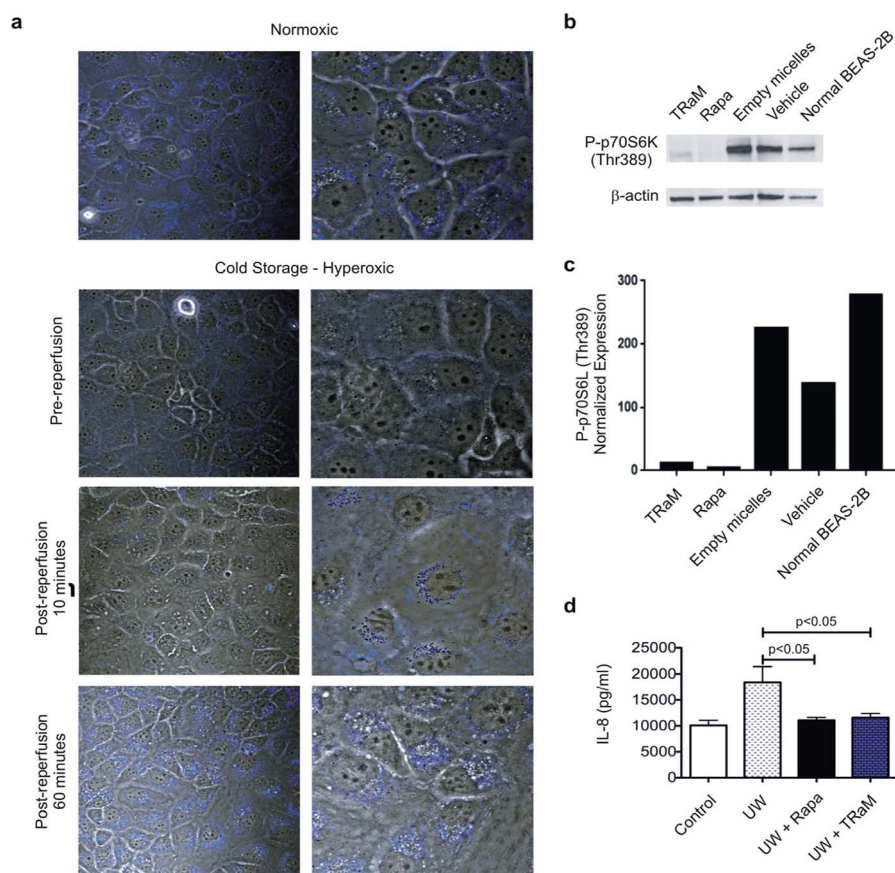 a
Normoxic
Cold Storage - Hyperoxic
Pre-reperfusion
Post-reperfusion
10 minutes
Post-reperfusion
60 minutes
b
TRaM
Rapa
Empty micelles
Vehicle
Normal BEAS-2B
P-p70S6K
(Thr389)
β-actin
c
P-p70S6L (Thr389)
Normalized Expression
300
200
100
0
TRaM
Rapa
Empty micelles
Vehicle
Normal BEAS-2B
d
p<0.05
p<0.05
IL-8 (pg/ml)
25000
20000
15000
10000
5000
0
Control
UW
UW + Rapa
UW + TRaM